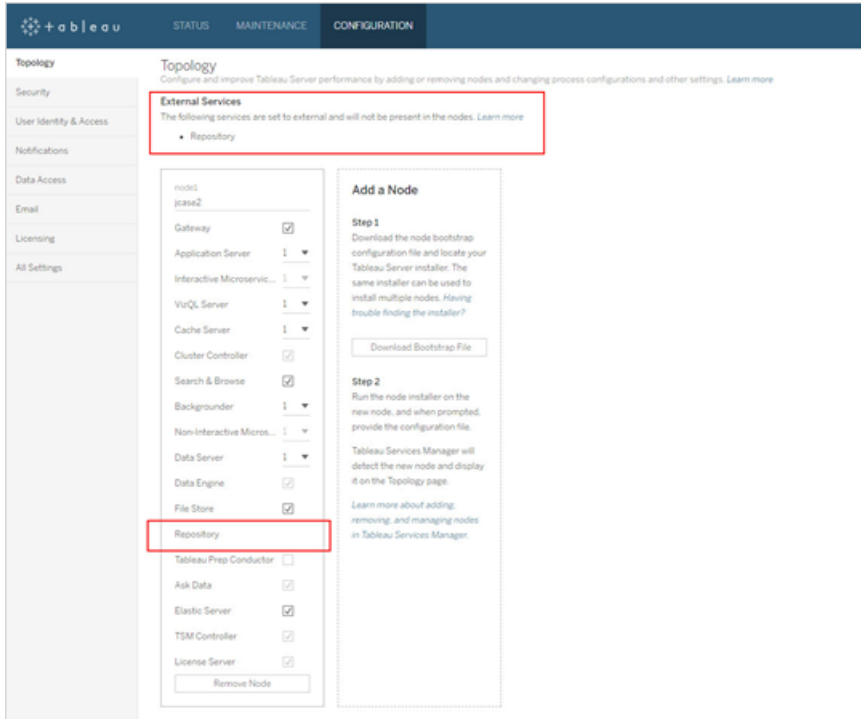 + a b | e a u
STATUS MAINTENANCE CONFIGURATION
Topology
Security
User Identity & Access
Notifications
Data Access
Email
Licensing
All Settings
Topology
Configure and improve Tableau Server performance by adding or removing nodes and changing process configurations and other settings. Learn more
External Services
The following services are set to external and will not be present in the nodes. Learn more
• Repository
node1
jcase2
Gateway
Application Server 1
Interactive Microservic... 1
VizQL Server 1
Cache Server 1
Cluster Controller
Search & Browse
Backgrounder 1
Non-Interactive Micros... 1
Data Server 1
Data Engine
File Store
Repository
Tableau Prep Conductor
Ask Data
Elastic Server
TSM Controller
License Server
Remove Node
Add a Node
Step 1
Download the node bootstrap
configuration file and locate your
Tableau Server installer. The
same installer can be used to
install multiple nodes. Having
trouble finding the installer?
Download Bootstrap File
Step 2
Run the node installer on the
new node, and when prompted,
provide the configuration file.
Tableau Services Manager will
detect the new node and display
it on the Topology page.
Learn more about adding,
removing, and managing nodes
in Tableau Services Manager.